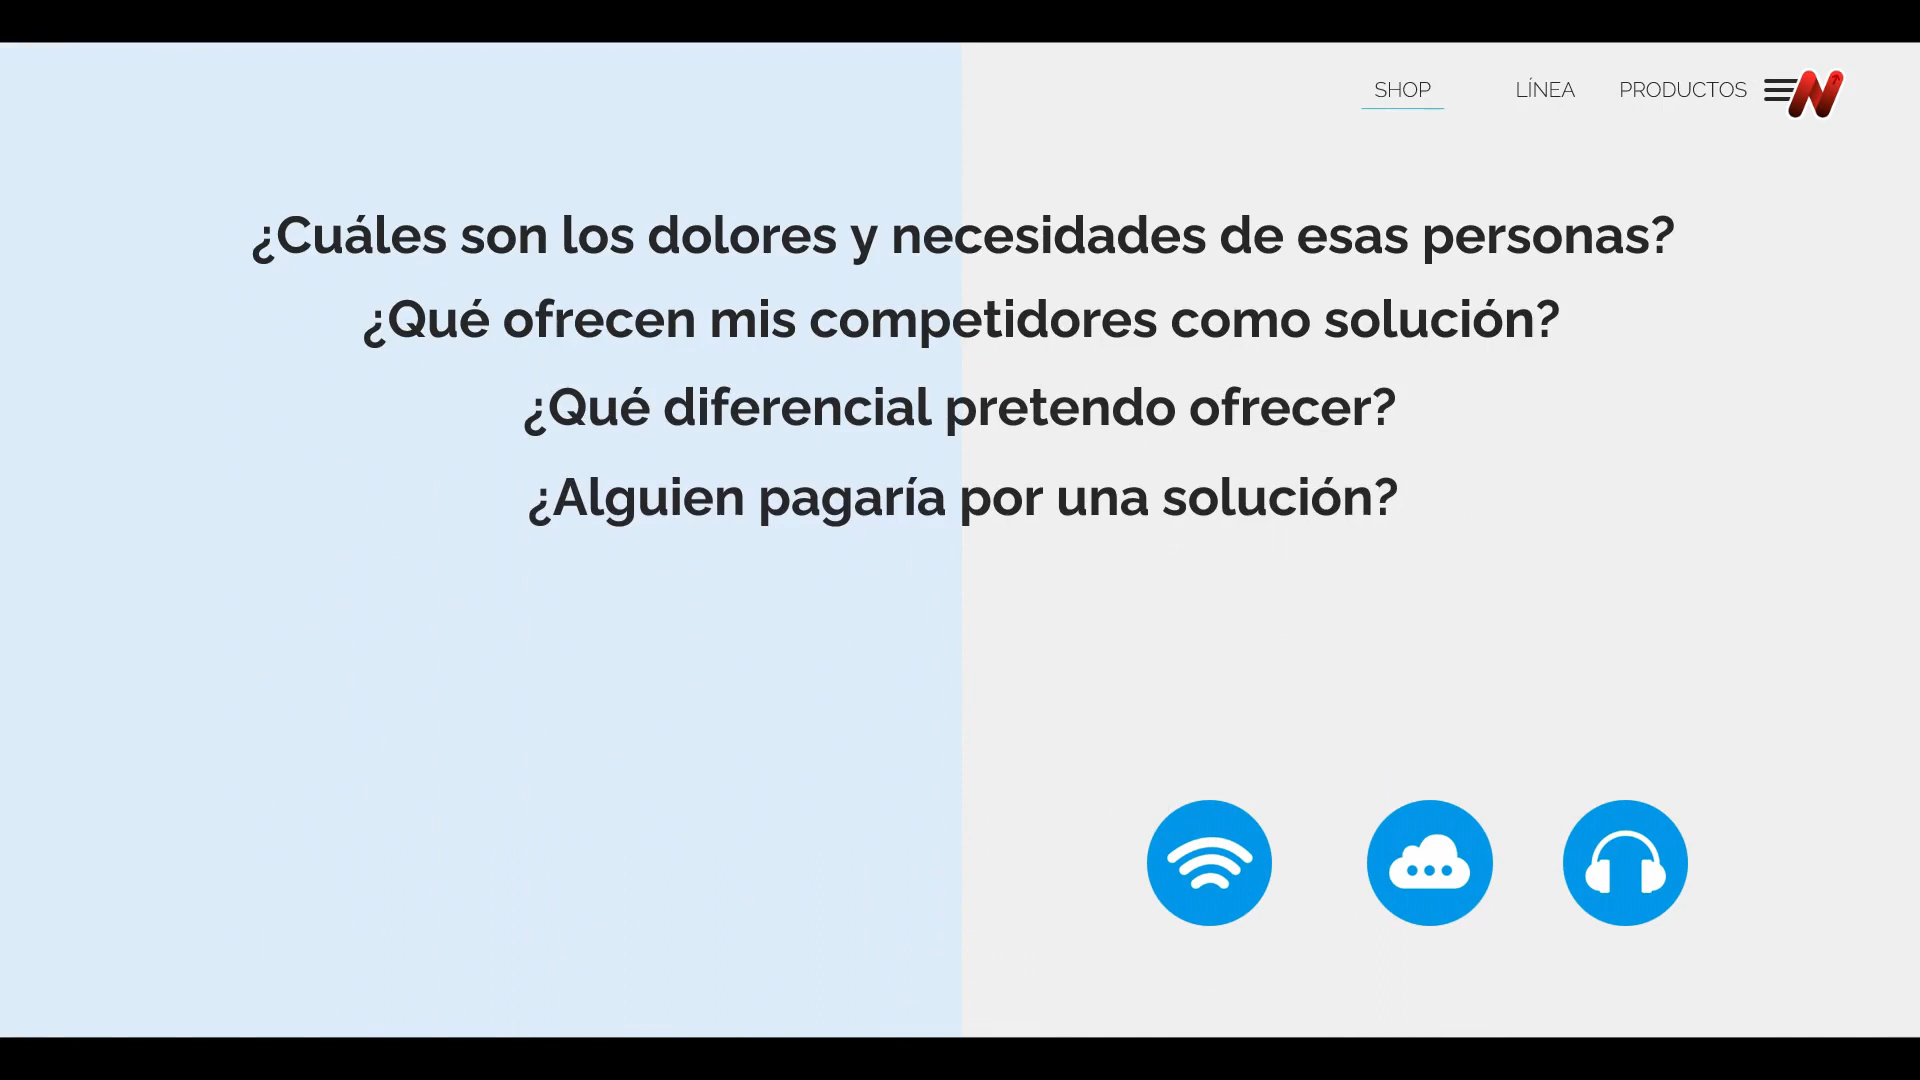 SHOP LÍNEA PRODUCTOS
¿Cuáles son los dolores y necesidades de esas personas?
¿Qué ofrecen mis competidores como solución?
¿Qué diferencial pretendo ofrecer?
¿Alguien pagaría por una solución?